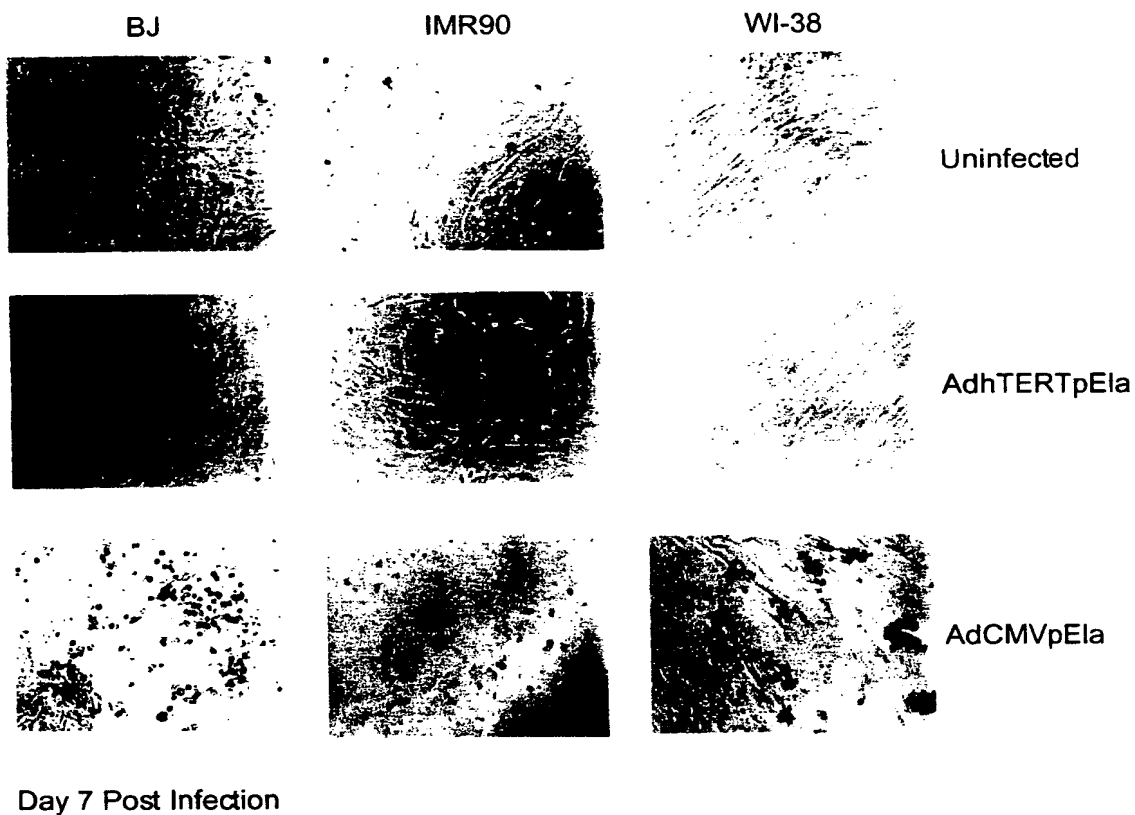 BJ IMR90 WI-38
Uninfected
AdhTERTpEla
AdCMVpEla
Day 7 Post Infection